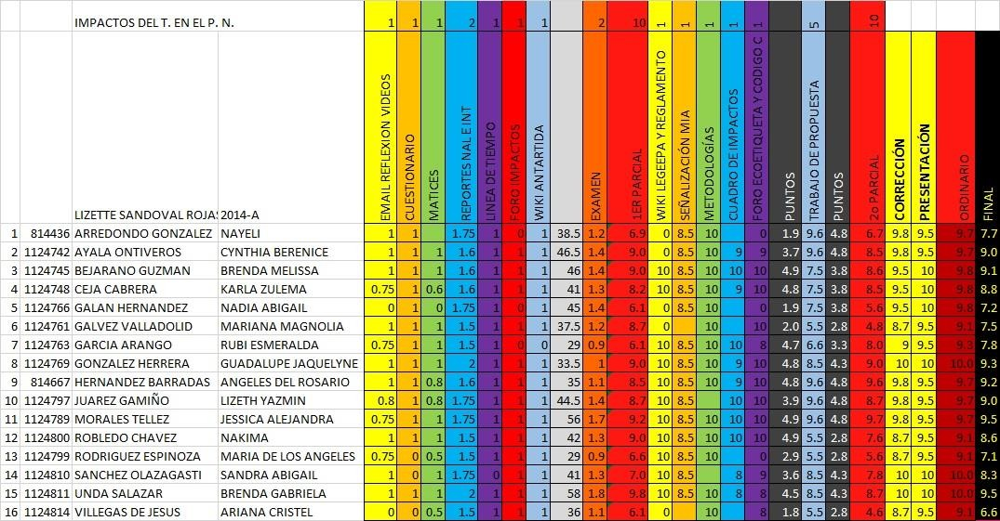 IMPACTOS DEL T. EN EL P. N. 1 1 1 2 1 1 1 2 10 1 1 1 1 1 5 10
LIZETTE SANDOVAL ROJAS 2014-A EMAIL REFLEXION VIDEOS CUESTIONARIO MATICES REPORTES NAL E INT LINEA DE TIEMPO FORO IMPACTOS WIKI ANTARTIDA EXAMEN 1ER PARCIAL WIKI LEGEEPA Y REGLAMENTO SEÑALIZACIÓN MIA METODOLOGÍAS CUADRO DE IMPACTOS FORO ECOETIQUETA Y CODIGO C PUNTOS TRABAJO DE PROPUESTA PUNTOS 2o PARCIAL CORRECCIÓN PRESENTACIÓN ORDINARIO FINAL
1 814436 ARREDONDO GONZALEZ NAYELI 1 1 1.75 1 0 1 38.5 1.2 6.9 0 8.5 10 0 1.9 9.6 4.8 6.7 9.8 9.5 9.7 7.7
2 1124742 AYALA ONTIVEROS CYNTHIA BERENICE 1 1 1.6 1 1 1 46.5 1.4 9.0 0 8.5 10 9 9 3.7 9.6 4.8 8.5 9.8 9.5 9.7 9.0
3 1124745 BEJARANO GUZMAN BRENDA MELISSA 1 1 1.6 1 1 1 46 1.4 9.0 10 8.5 10 10 10 4.9 7.5 3.8 8.6 9.5 10 9.8 9.1
4 1124748 CEJA CABRERA KARLA ZULEMA 0.75 1 0.6 1.6 1 1 1 41 1.3 8.2 10 8.5 10 9 10 4.8 7.5 3.8 8.5 9.5 10 9.8 8.8
5 1124766 GALAN HERNANDEZ NADIA ABIGAIL 0 0 1 1.75 1 0 1 45 1.4 6.1 0 8.5 10 0 1.9 7.5 3.8 5.6 9.5 10 9.8 7.2
6 1124761 GALVEZ VALLADOLID MARIANA MAGNOLIA 1 1 1 1.5 1 1 1 37.5 1.2 8.7 0 10 10 2.0 5.5 2.8 4.8 8.7 9.5 9.1 7.5
7 1124763 GARCIA ARANGO RUBI ESMERALDA 0.75 1 1 1.5 1 0 0 29 0.9 6.1 10 8.5 10 10 8 4.7 6.6 3.3 8.0 9 9.5 9.3 7.8
8 1124769 GONZALEZ HERRERA GUADALUPE JAQUELYNE 1 1 1 2 1 1 1 33.5 1.1 9.0 10 8.5 10 10 10 4.8 8.5 4.3 9.0 10 10 10.0 9.3
9 814667 HERNANDEZ BARRADAS ANGELES DEL ROSARIO 1 1 0.8 1.6 1 1 1 35 1.1 8.5 10 8.5 10 10 10 4.8 9.6 4.8 9.6 9.8 9.5 9.7 9.2
10 1124797 JUAREZ GAMIÑO LIZETH YAZMIN 0.8 1 0.8 1.75 1 1 1 44.5 1.4 8.7 10 8.5 10 10 3.9 9.6 4.8 8.7 9.8 9.5 9.7 9.0
11 1124789 MORALES TELLEZ JESSICA ALEJANDRA 0.75 1 1 1.75 1 1 1 56 1.7 9.2 10 8.5 10 10 10 4.9 9.6 4.8 9.7 9.8 9.5 9.7 9.5
12 1124800 ROBLEDO CHAVEZ NAKIMA 1 1 1 1.75 1 1 1 42 1.3 9.0 10 8.5 10 10 10 4.9 5.5 2.8 7.6 8.7 9.5 9.1 8.6
13 1124799 RODRIGUEZ ESPINOZA MARIA DE LOS ANGELES 0.75 0 0.5 1.5 1 1 1 29 0.9 6.6 10 8.5 10 0 2.9 5.5 2.8 5.6 8.7 9.5 9.1 7.1
14 1124810 SANCHEZ OLAZAGASTI SANDRA ABIGAIL 1 0 1 1.75 0 1 1 41 1.3 7.0 10 8.5 8 9 3.6 8.5 4.3 7.8 10 10 10.0 8.3
15 1124811 UNDA SALAZAR BRENDA GABRIELA 1 1 1 2 1 1 1 58 1.8 9.8 10 8.5 10 8 8 4.5 8.5 4.3 8.8 10 10 10.0 9.5
16 1124814 VILLEGAS DE JESUS ARIANA CRISTEL 0 0 0.5 1.5 1 1 1 36 1.1 6.1 0 10 8 1.8 5.5 2.8 4.6 8.7 9.5 9.1 6.6